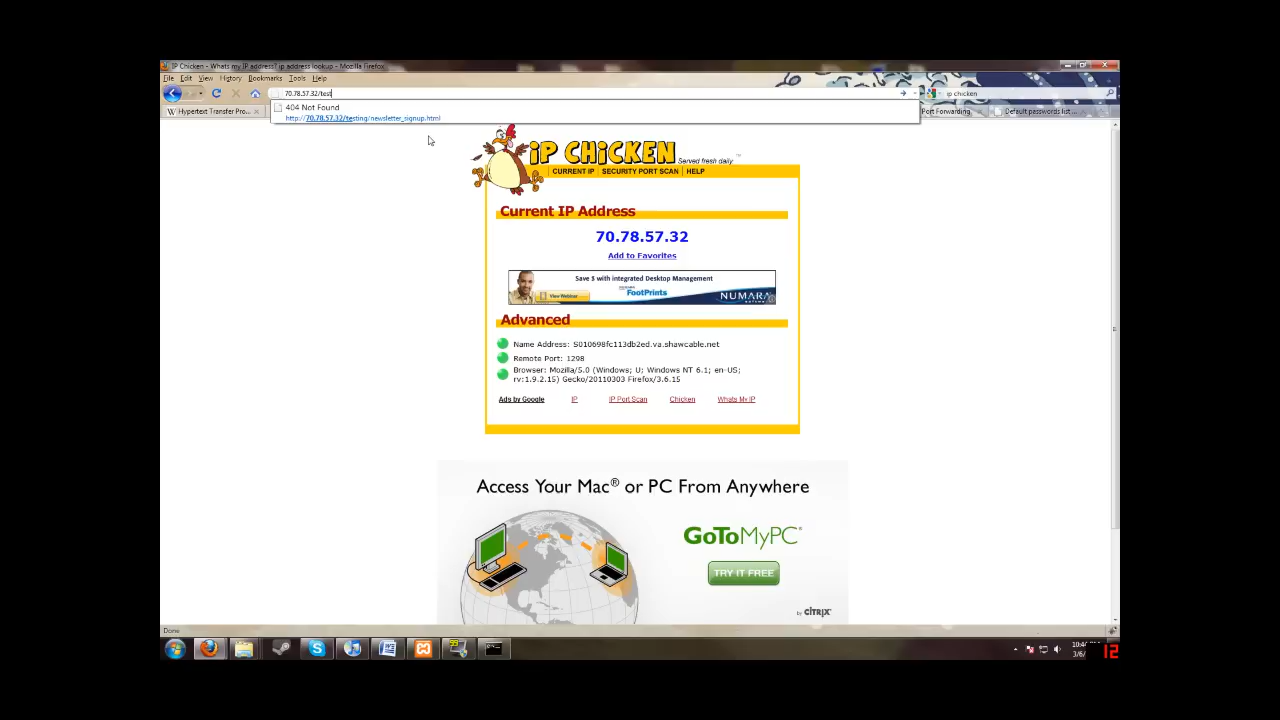 IP Chicken - Whats my IP address? ip address lookup - Mozilla Firefox
File Edit View History Bookmarks Tools Help
70.78.57.32/test
ip chicken
404 Not Found
http://70.78.57.32/testing/newsletter_signup.html
Hypertext Transfer Pro...
Port Forwarding
Default passwords list ...
iP CHiCKEN Served fresh daily ™
CURRENT IP SECURITY PORT SCAN HELP
Current IP Address
70.78.57.32
Add to Favorites
Save $ with integrated Desktop Management
View Webinar
FootPrints
NUMARA
Advanced
Name Address: S010698fc113db2ed.va.shawcable.net
Remote Port: 1298
Browser: Mozilla/5.0 (Windows; U; Windows NT 6.1; en-US;
rv:1.9.2.15) Gecko/20110303 Firefox/3.6.15
Ads by Google IP IP Port Scan Chicken Whats My IP
Access Your Mac® or PC From Anywhere
GoToMyPC®
TRY IT FREE
by CITRIX
Done
12